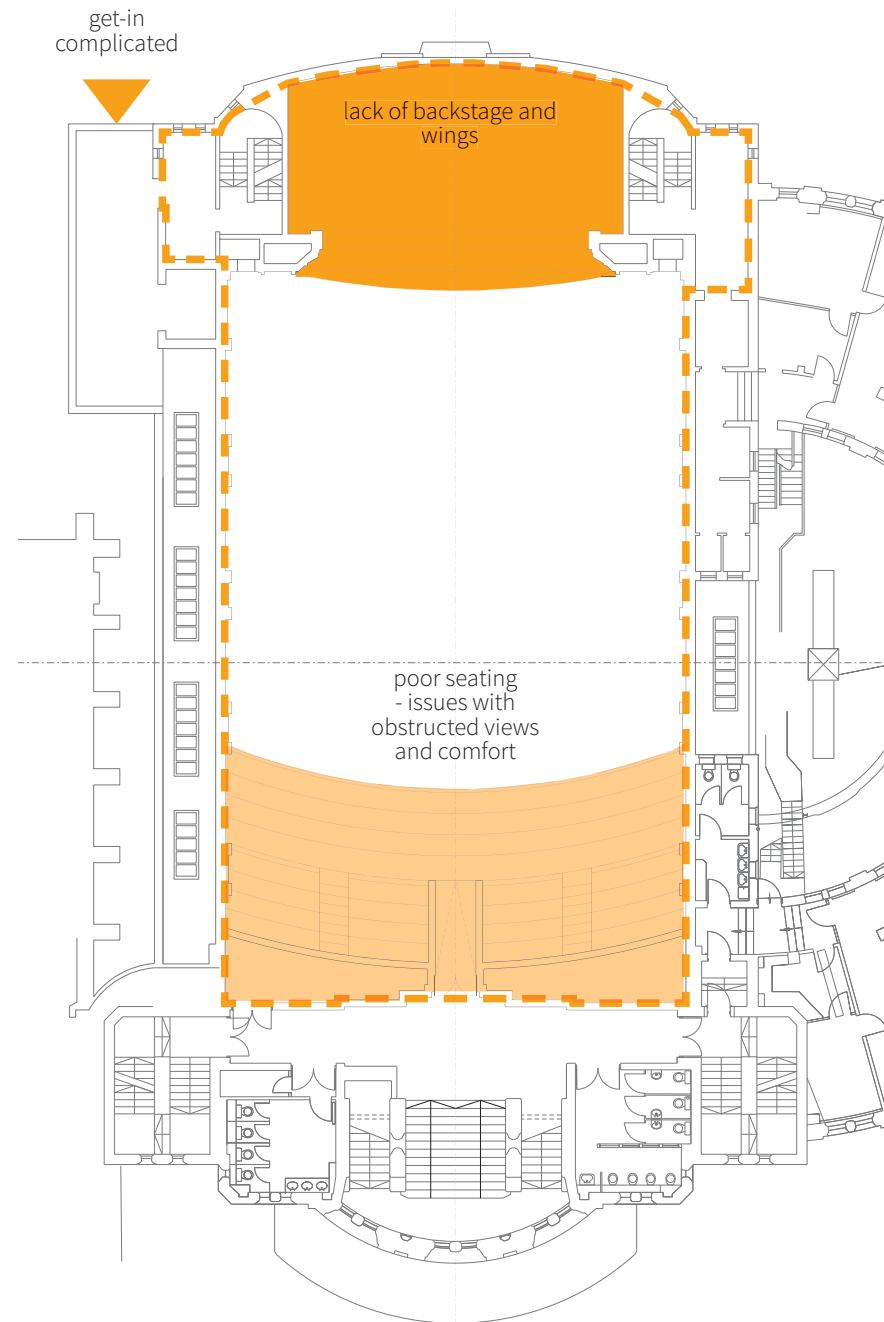 get-in
complicated
lack of backstage and
wings
poor seating
- issues with
obstructed views
and comfort